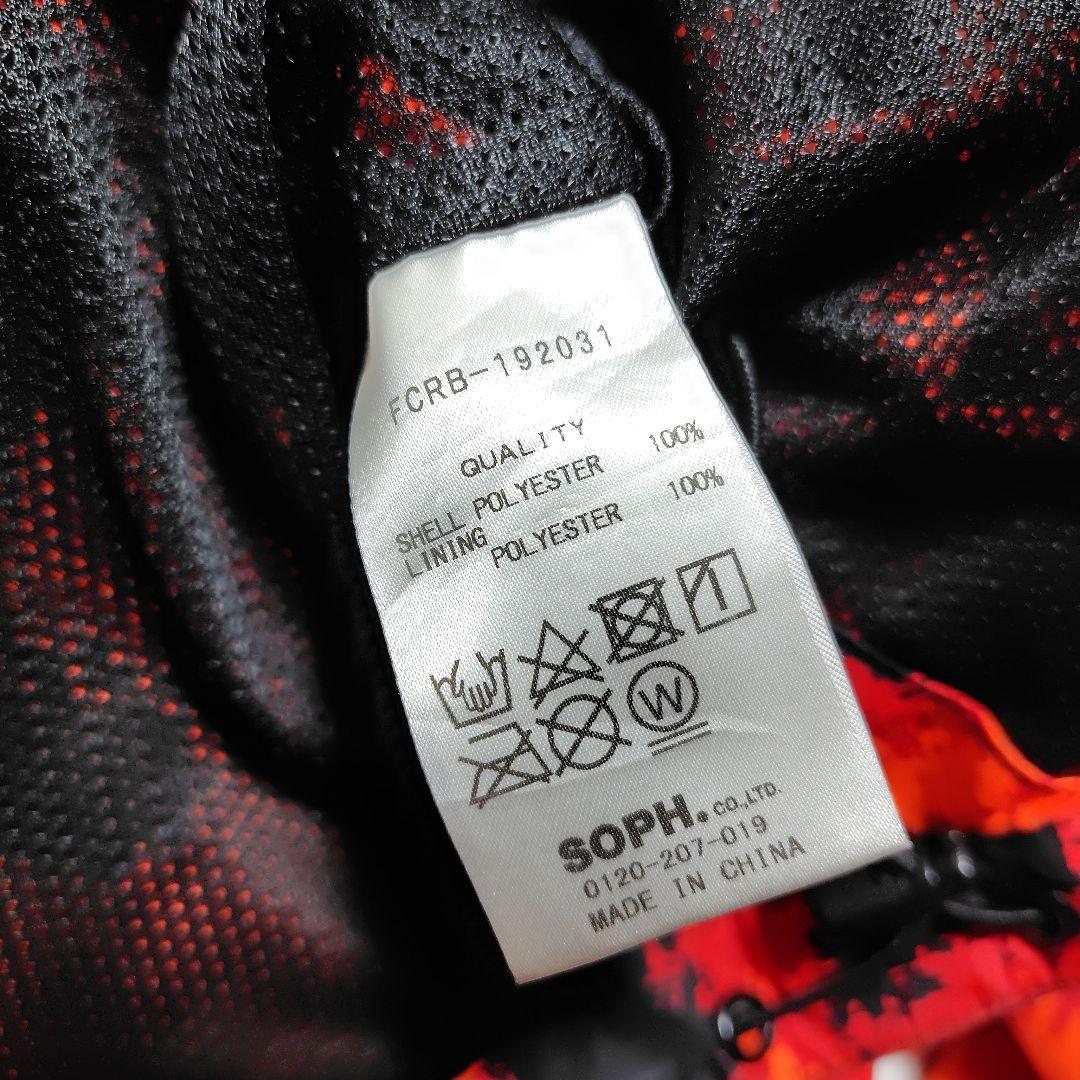 FCRB-192031
QUALITY
SHELL POLYESTER 100%
LINING POLYESTER 100%
W
SOPH. CO.,LTD.
0120-207-019
MADE IN CHINA